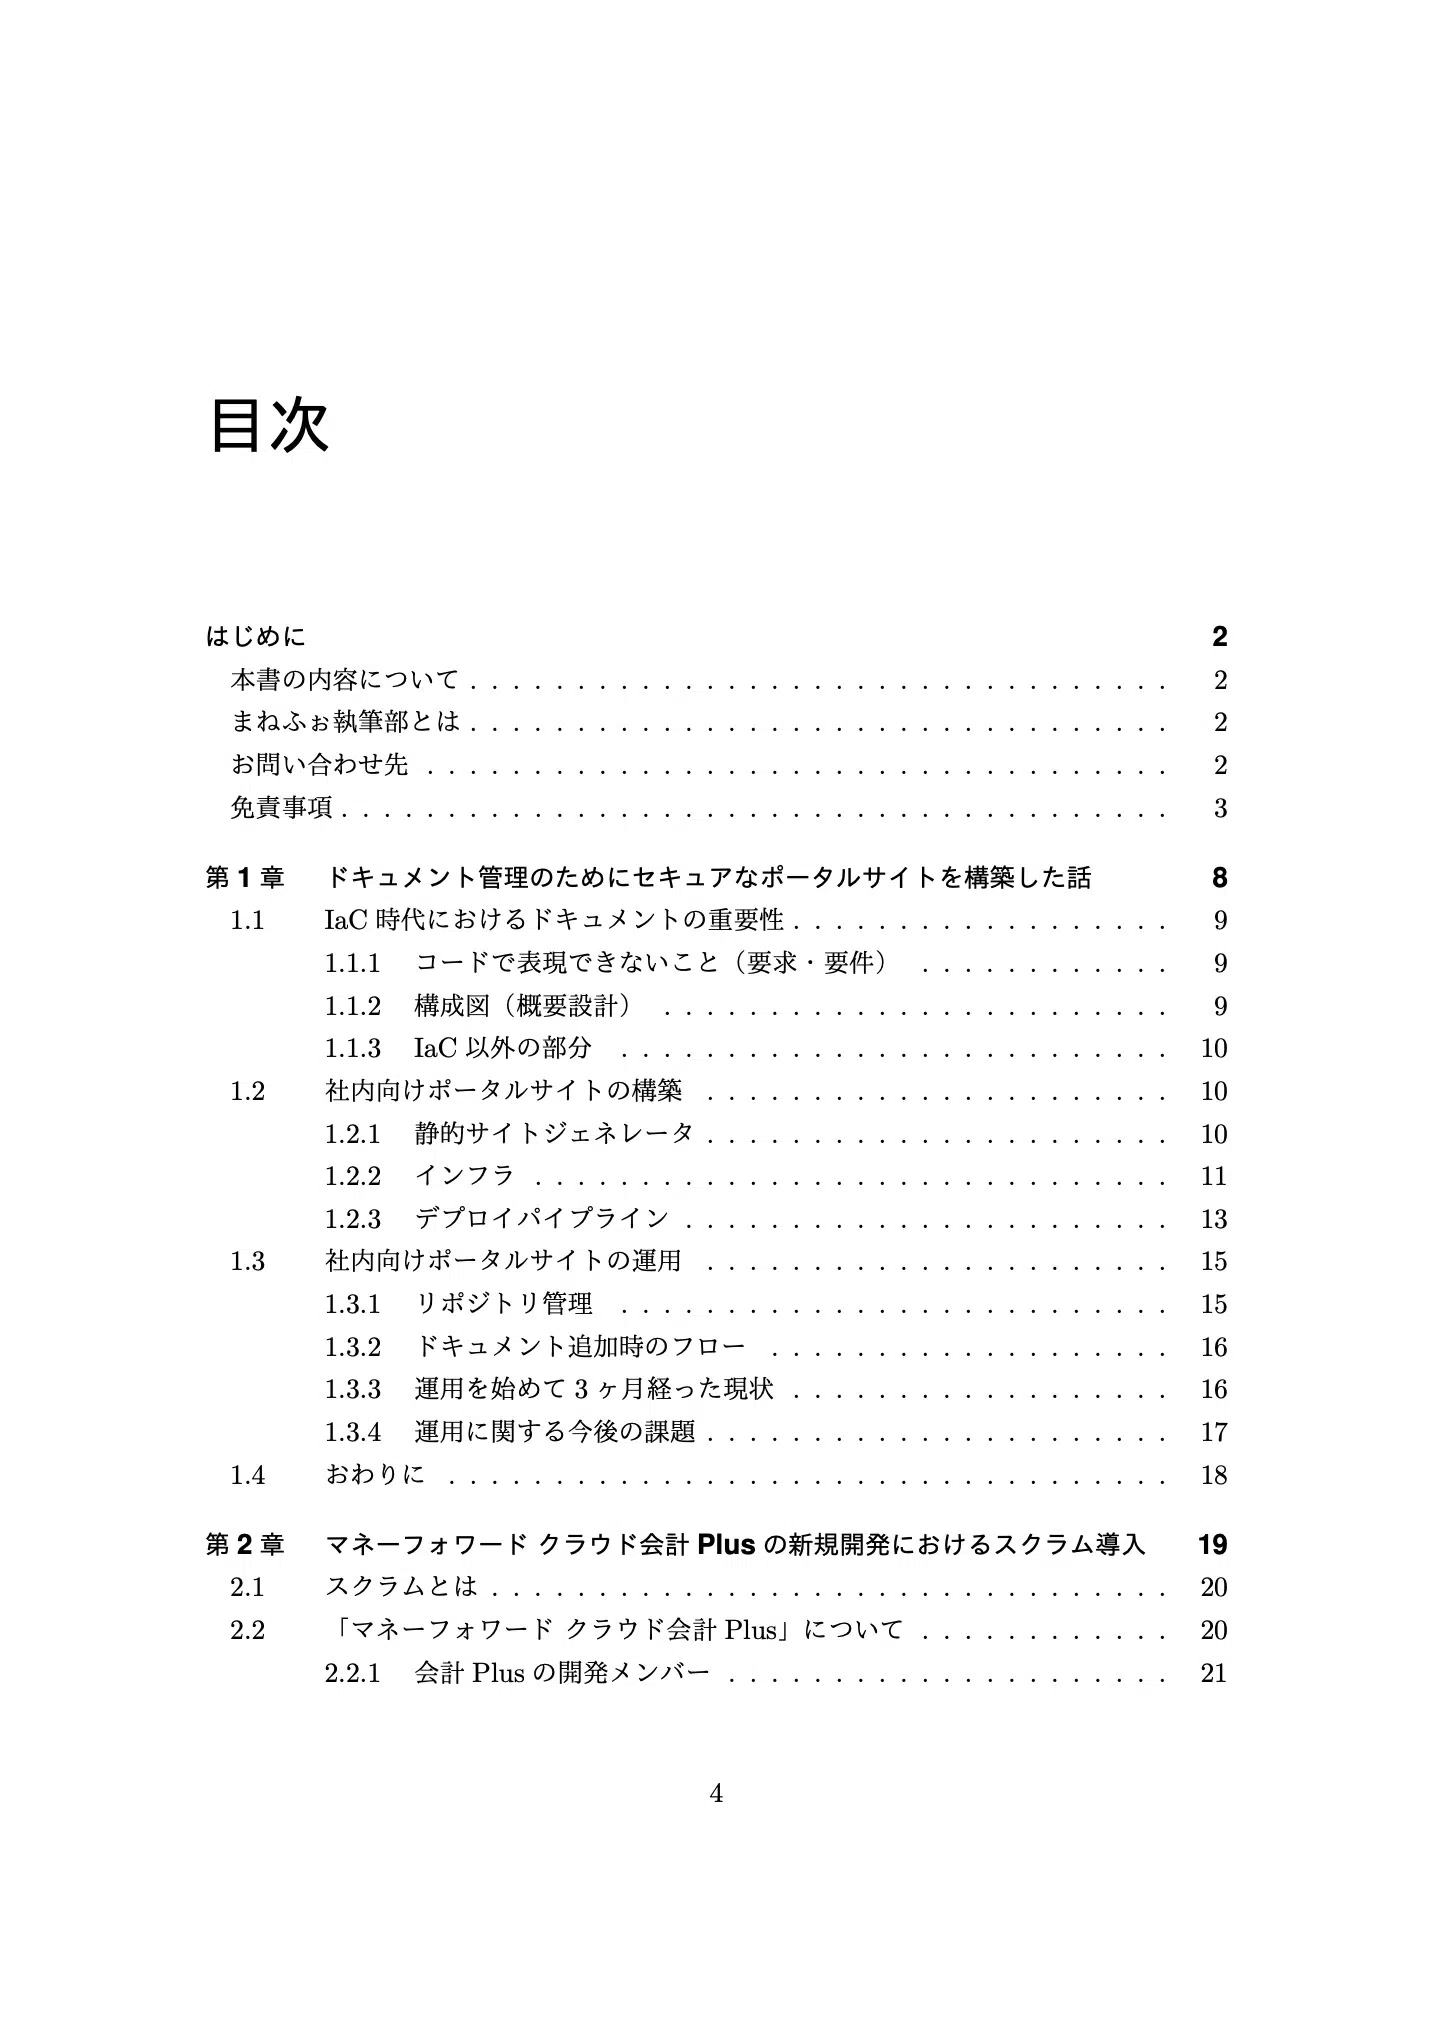 目次
はじめに 2
本書の内容について . . . . . . . . . . . . . . . . . . . . . . . . . . . . . . . . . 2
まねふぉ執筆部とは . . . . . . . . . . . . . . . . . . . . . . . . . . . . . . . . . 2
お問い合わせ先 . . . . . . . . . . . . . . . . . . . . . . . . . . . . . . . . . . . 2
免責事項 . . . . . . . . . . . . . . . . . . . . . . . . . . . . . . . . . . . . . . . 3
第 1 章 ドキュメント管理のためにセキュアなポータルサイトを構築した話 8
1.1 IaC 時代におけるドキュメントの重要性 . . . . . . . . . . . . . . . . . . 9
1.1.1 コードで表現できないこと（要求・要件） . . . . . . . . . . . . 9
1.1.2 構成図（概要設計） . . . . . . . . . . . . . . . . . . . . . . . . 9
1.1.3 IaC 以外の部分 . . . . . . . . . . . . . . . . . . . . . . . . . . 10
1.2 社内向けポータルサイトの構築 . . . . . . . . . . . . . . . . . . . . . . 10
1.2.1 静的サイトジェネレータ . . . . . . . . . . . . . . . . . . . . . . 10
1.2.2 インフラ . . . . . . . . . . . . . . . . . . . . . . . . . . . . . . 11
1.2.3 デプロイパイプライン . . . . . . . . . . . . . . . . . . . . . . . 13
1.3 社内向けポータルサイトの運用 . . . . . . . . . . . . . . . . . . . . . . 15
1.3.1 リポジトリ管理 . . . . . . . . . . . . . . . . . . . . . . . . . . 15
1.3.2 ドキュメント追加時のフロー . . . . . . . . . . . . . . . . . . . 16
1.3.3 運用を始めて 3 ヶ月経った現状 . . . . . . . . . . . . . . . . . . 16
1.3.4 運用に関する今後の課題 . . . . . . . . . . . . . . . . . . . . . . 17
1.4 おわりに . . . . . . . . . . . . . . . . . . . . . . . . . . . . . . . . . . 18
第 2 章 マネーフォワード クラウド会計 Plus の新規開発におけるスクラム導入 19
2.1 スクラムとは . . . . . . . . . . . . . . . . . . . . . . . . . . . . . . . . 20
2.2 「マネーフォワード クラウド会計 Plus」について . . . . . . . . . . . . 20
2.2.1 会計 Plus の開発メンバー . . . . . . . . . . . . . . . . . . . . . 21
4